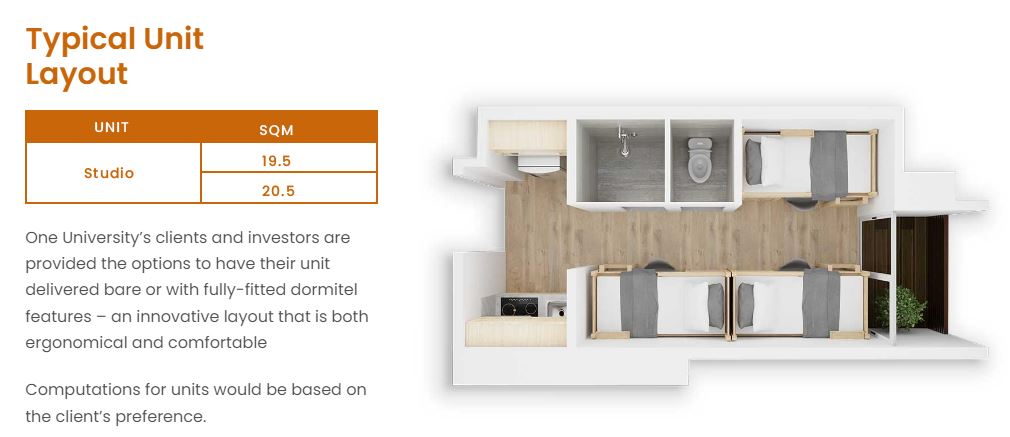 Typical Unit
Layout
UNIT
SQM
Studio
19.5
20.5
One University’s clients and investors are
provided the options to have their unit
delivered bare or with fully-fitted dormitel
features – an innovative layout that is both
ergonomical and comfortable
Computations for units would be based on
the client’s preference.